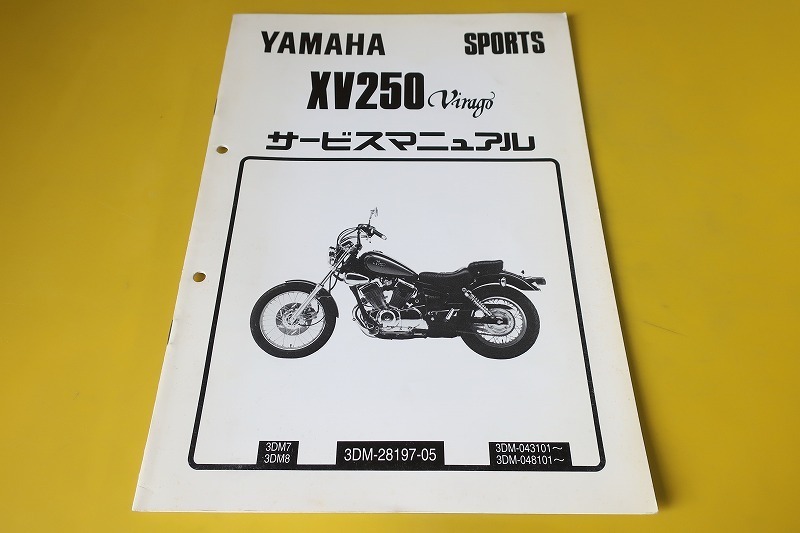 YAMAHA SPORTS
XV250 Virago
サービスマニュアル
3DM7
3DM8
3DM-28197-05
3DM-043101～
3DM-048101～